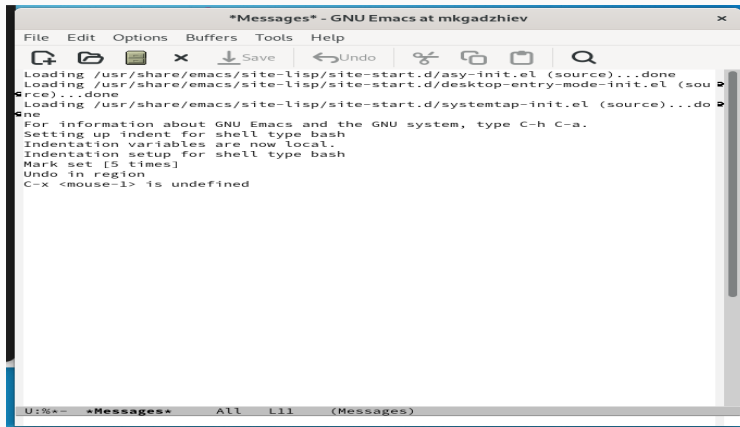 *Messages* - GNU Emacs at mkgadzhiev
File Edit Options Buffers Tools Help
Save Undo
Loading /usr/share/emacs/site-lisp/site-start.d/asy-init.el (source)...done
Loading /usr/share/emacs/site-lisp/site-start.d/desktop-entry-mode-init.el (sou
rce)...done
Loading /usr/share/emacs/site-lisp/site-start.d/systemtap-init.el (source)...do
ne
For information about GNU Emacs and the GNU system, type C-h C-a.
Setting up indent for shell type bash
Indentation variables are now local.
Indentation setup for shell type bash
Mark set [5 times]
Undo in region
C-x <mouse-1> is undefined
U:%*- *Messages* All L11 (Messages)